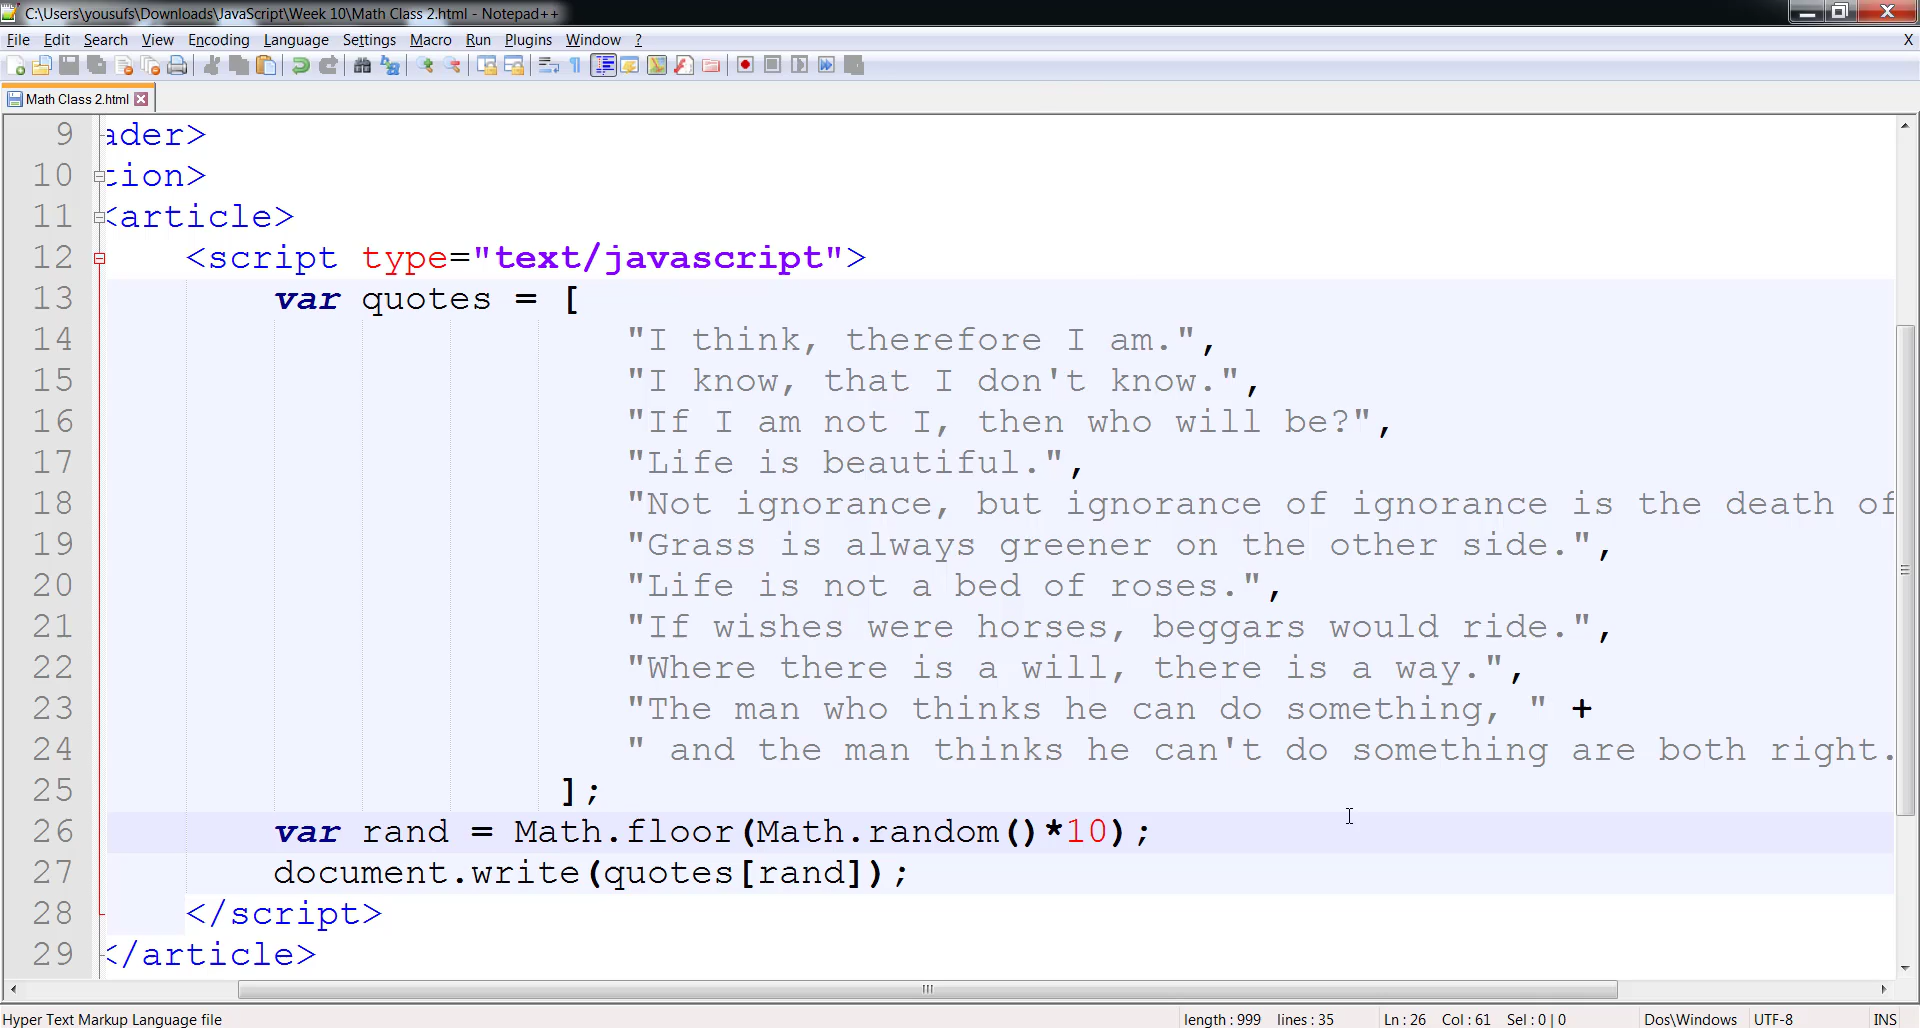 C:\Users\yousufs\Downloads\JavaScript\Week 10\Math Class 2.html - Notepad++
File Edit Search View Encoding Language Settings Macro Run Plugins Window ? X
Math Class 2.html
9 ader>
10 tion>
11 <article>
12 <script type="text/javascript">
13 var quotes = [
14 "I think, therefore I am.",
15 "I know, that I don't know.",
16 "If I am not I, then who will be?",
17 "Life is beautiful.",
18 "Not ignorance, but ignorance of ignorance is the death of
19 "Grass is always greener on the other side.",
20 "Life is not a bed of roses.",
21 "If wishes were horses, beggars would ride.",
22 "Where there is a will, there is a way.",
23 "The man who thinks he can do something, " +
24 " and the man thinks he can't do something are both right.
25 ];
26 var rand = Math.floor(Math.random()*10);
27 document.write(quotes[rand]);
28 </script>
29 </article>
Hyper Text Markup Language file length : 999 lines : 35 Ln : 26 Col : 61 Sel : 0 | 0 Dos\Windows UTF-8 INS